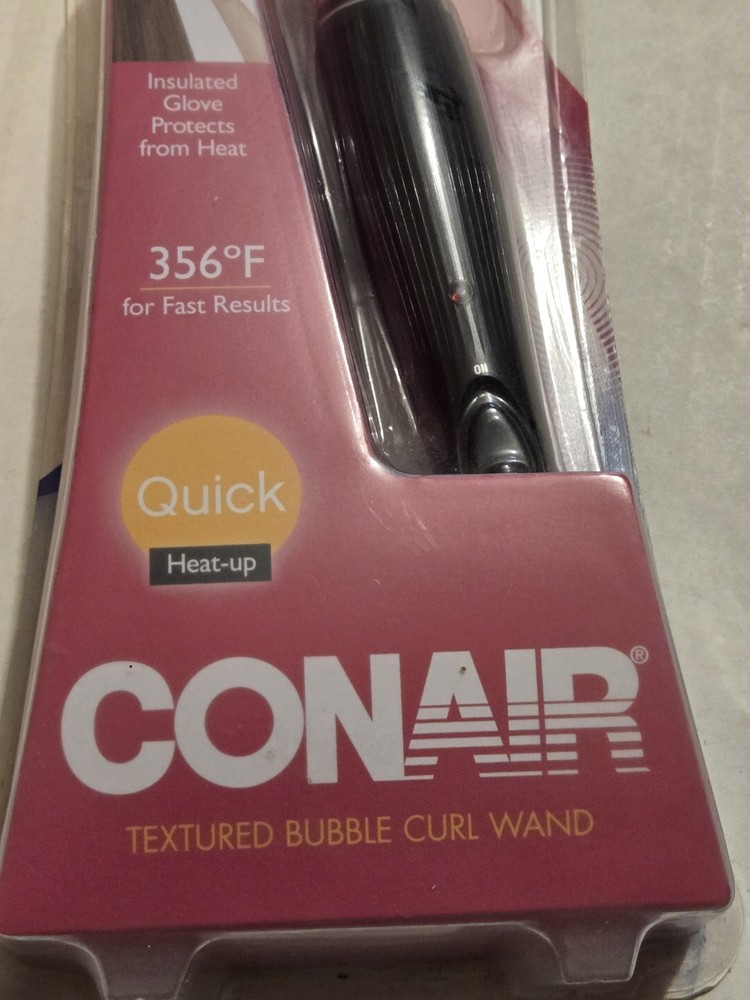 Insulated
Glove
Protects
from Heat
356°F
for Fast Results
ON
Quick
Heat-up
CONAIR®
TEXTURED BUBBLE CURL WAND